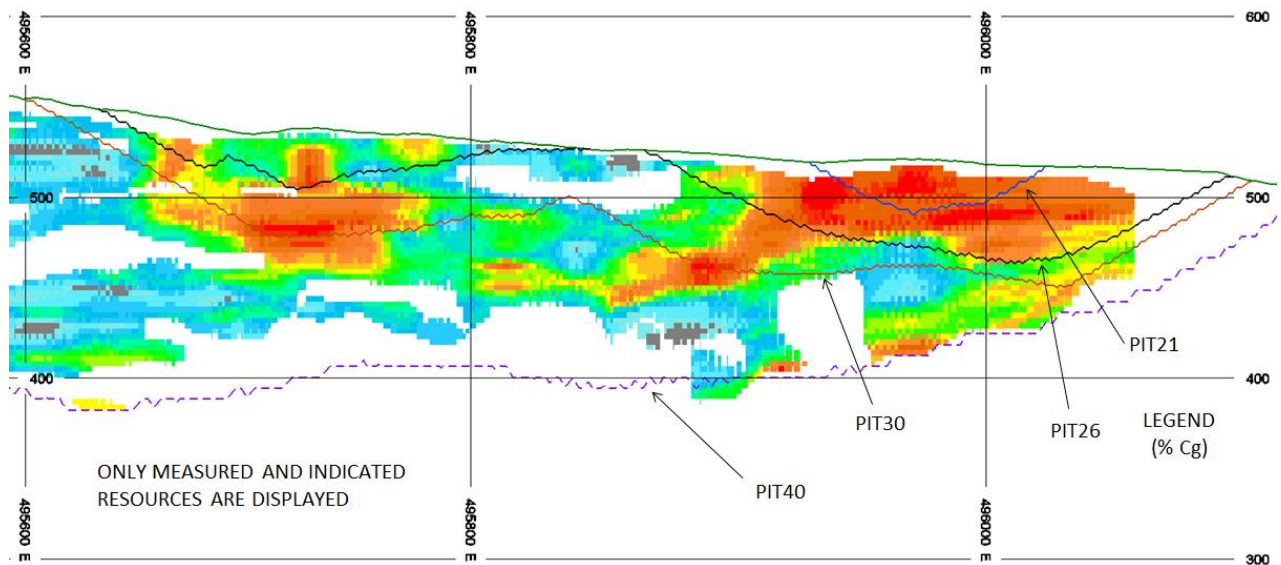 495600 E
495800 E
496000 E
600
500
500
400
400
PIT21
PIT30
PIT26
LEGEND
(% Cg)
PIT40
ONLY MEASURED AND INDICATED
RESOURCES ARE DISPLAYED
495600 E
495800 E
496000 E
300